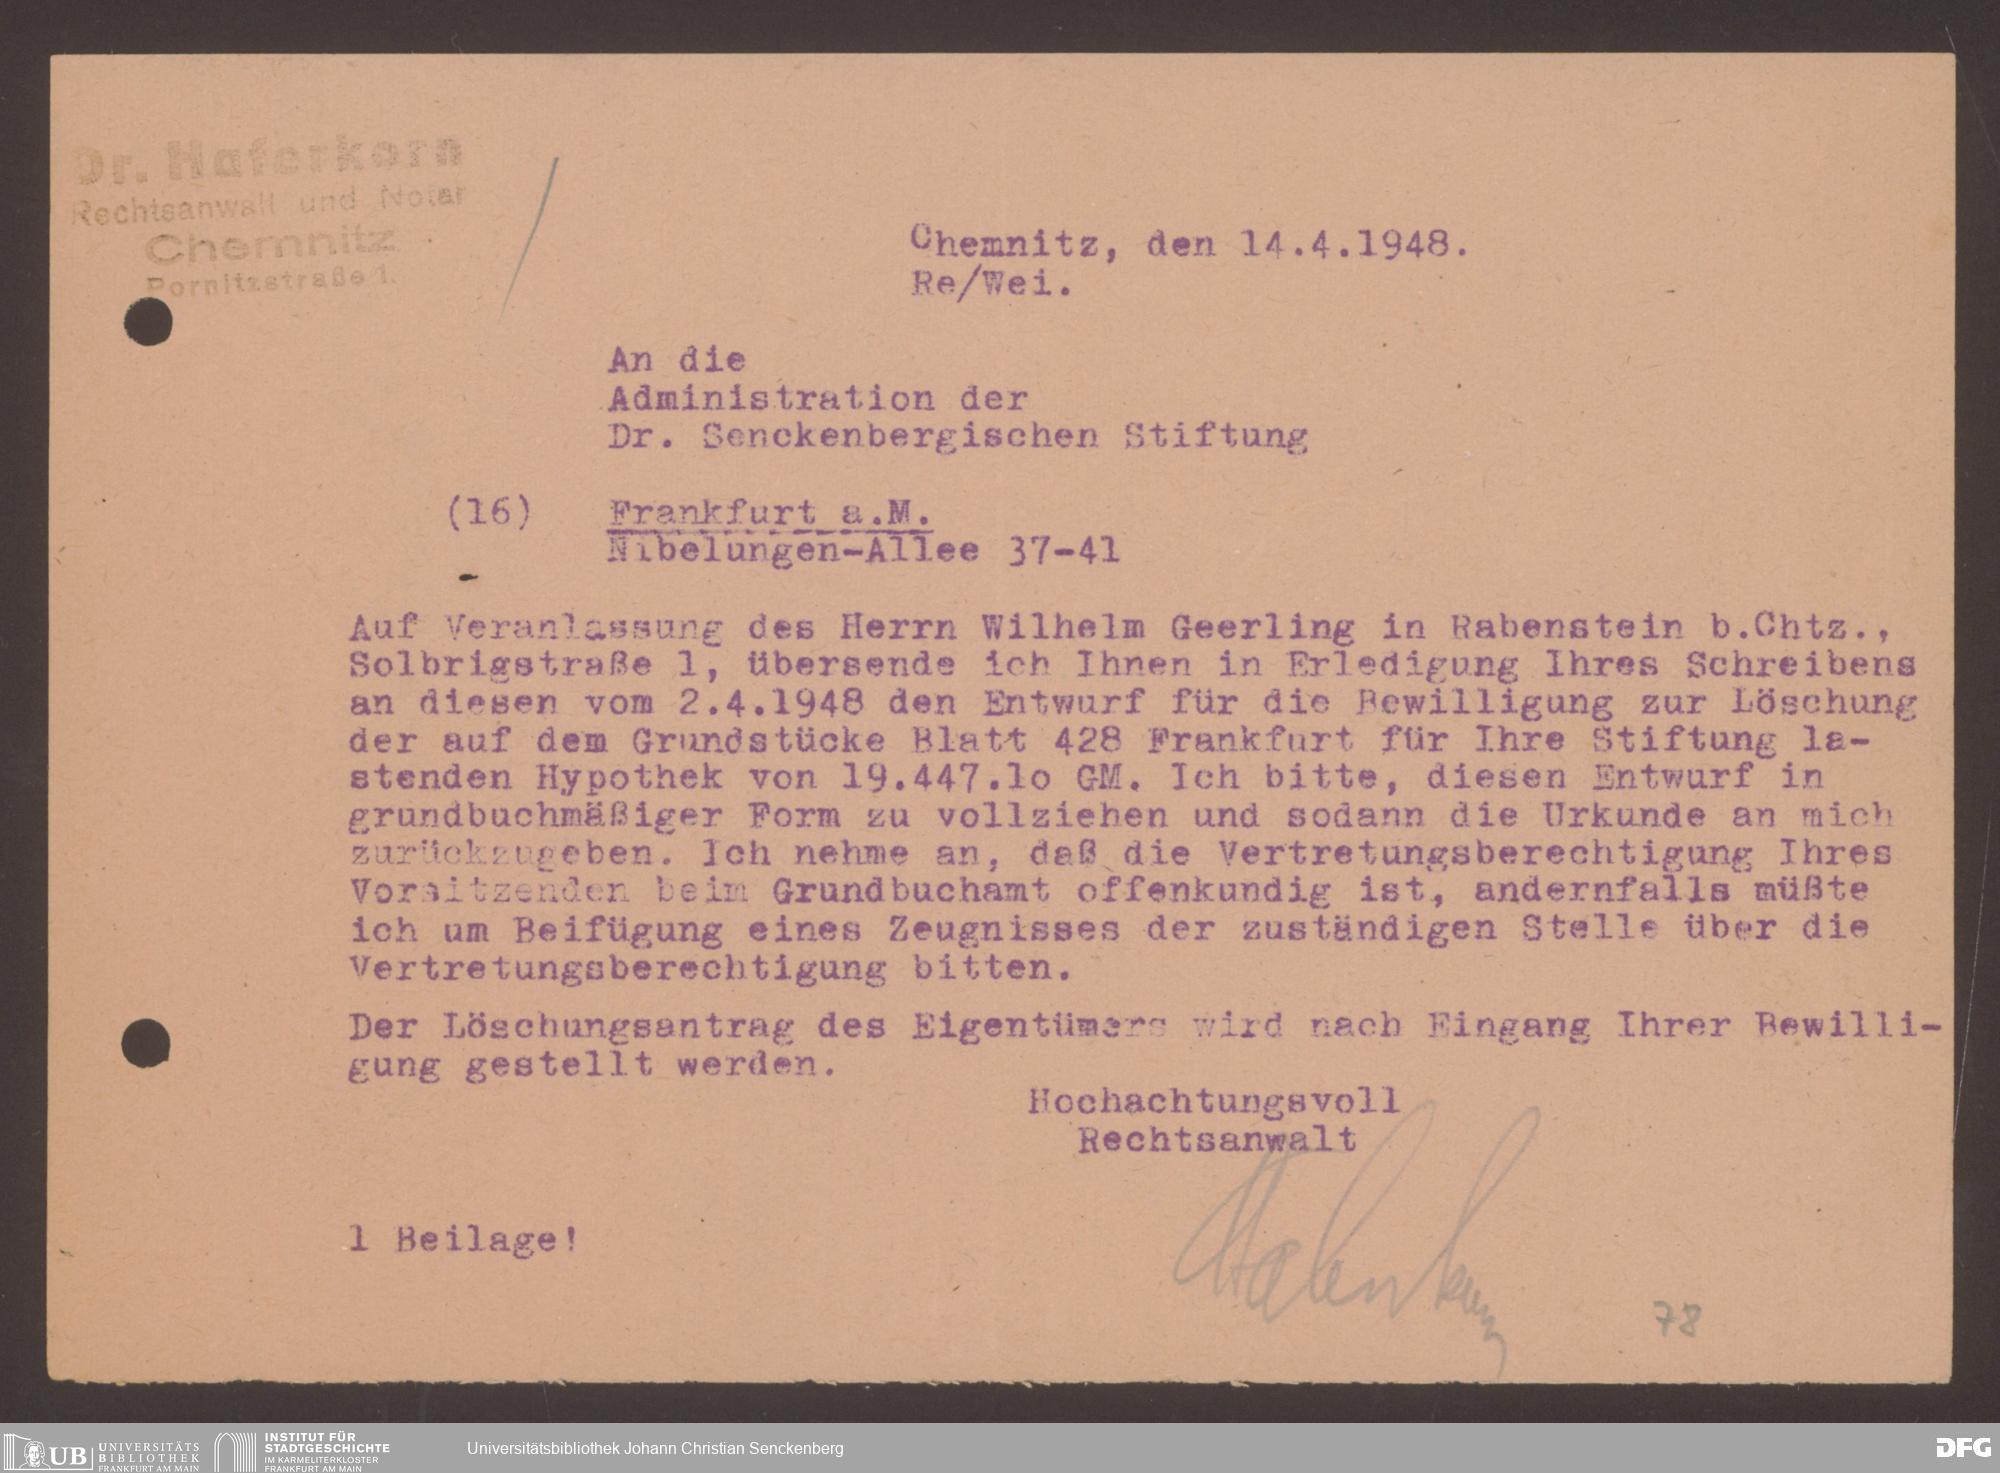 Dr. Haferkorn
Rechtsanwalt und Notar
Chemnitz
Pornitzstraße 1.
Chemnitz, den 14.4.1948.
Re/Wei.
An die
Administration der
Dr. Senckenbergischen Stiftung
(16) Frankfurt a.M.
Nibelungen-Allee 37-41
Auf Veranlassung des Herrn Wilhelm Geerling in Rabenstein b.Chtz.,
Solbrigstraße 1, übersende ich Ihnen in Erledigung Ihres Schreibens
an diesen vom 2.4.1948 den Entwurf für die Bewilligung zur Löschung
der auf dem Grundstücke Blatt 428 Frankfurt für Ihre Stiftung la-
stenden Hypothek von 19.447.1o GM. Ich bitte, diesen Entwurf in
grundbuchmäßiger Form zu vollziehen und sodann die Urkunde an mich
zurückzugeben. Ich nehme an, daß die Vertretungsberechtigung Ihres
Vorsitzenden beim Grundbuchamt offenkundig ist, andernfalls müßte
ich um Beifügung eines Zeugnisses der zuständigen Stelle über die
Vertretungsberechtigung bitten.
Der Löschungsantrag des Eigentümers wird nach Eingang Ihrer Bewilli-
gung gestellt werden.
Hochachtungsvoll
Rechtsanwalt
Haferkorn
1 Beilage!
78
UB UNIVERSITÄTS
BIBLIOTHEK
FRANKFURT AM MAIN
INSTITUT FÜR
STADTGESCHICHTE
IM KARMELITERKLOSTER
FRANKFURT AM MAIN
Universitätsbibliothek Johann Christian Senckenberg
DFG